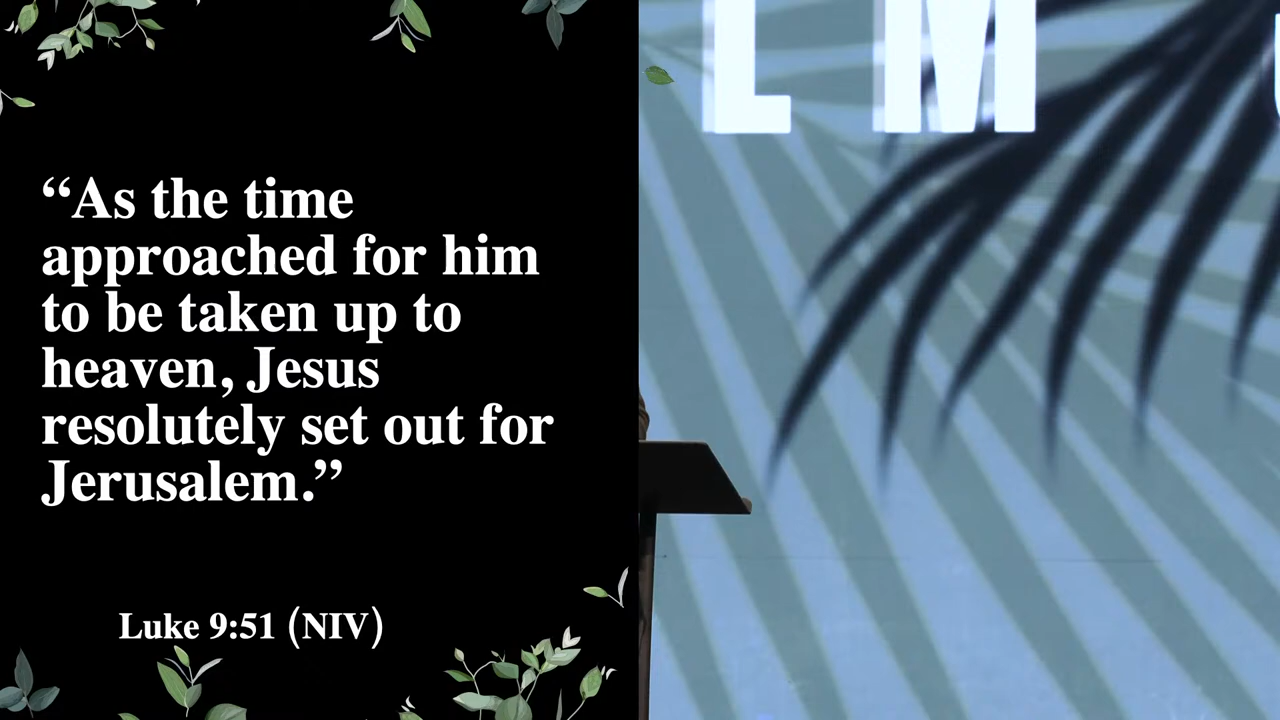 “As the time
approached for him
to be taken up to
heaven, Jesus
resolutely set out for
Jerusalem.”
Luke 9:51 (NIV)
L M